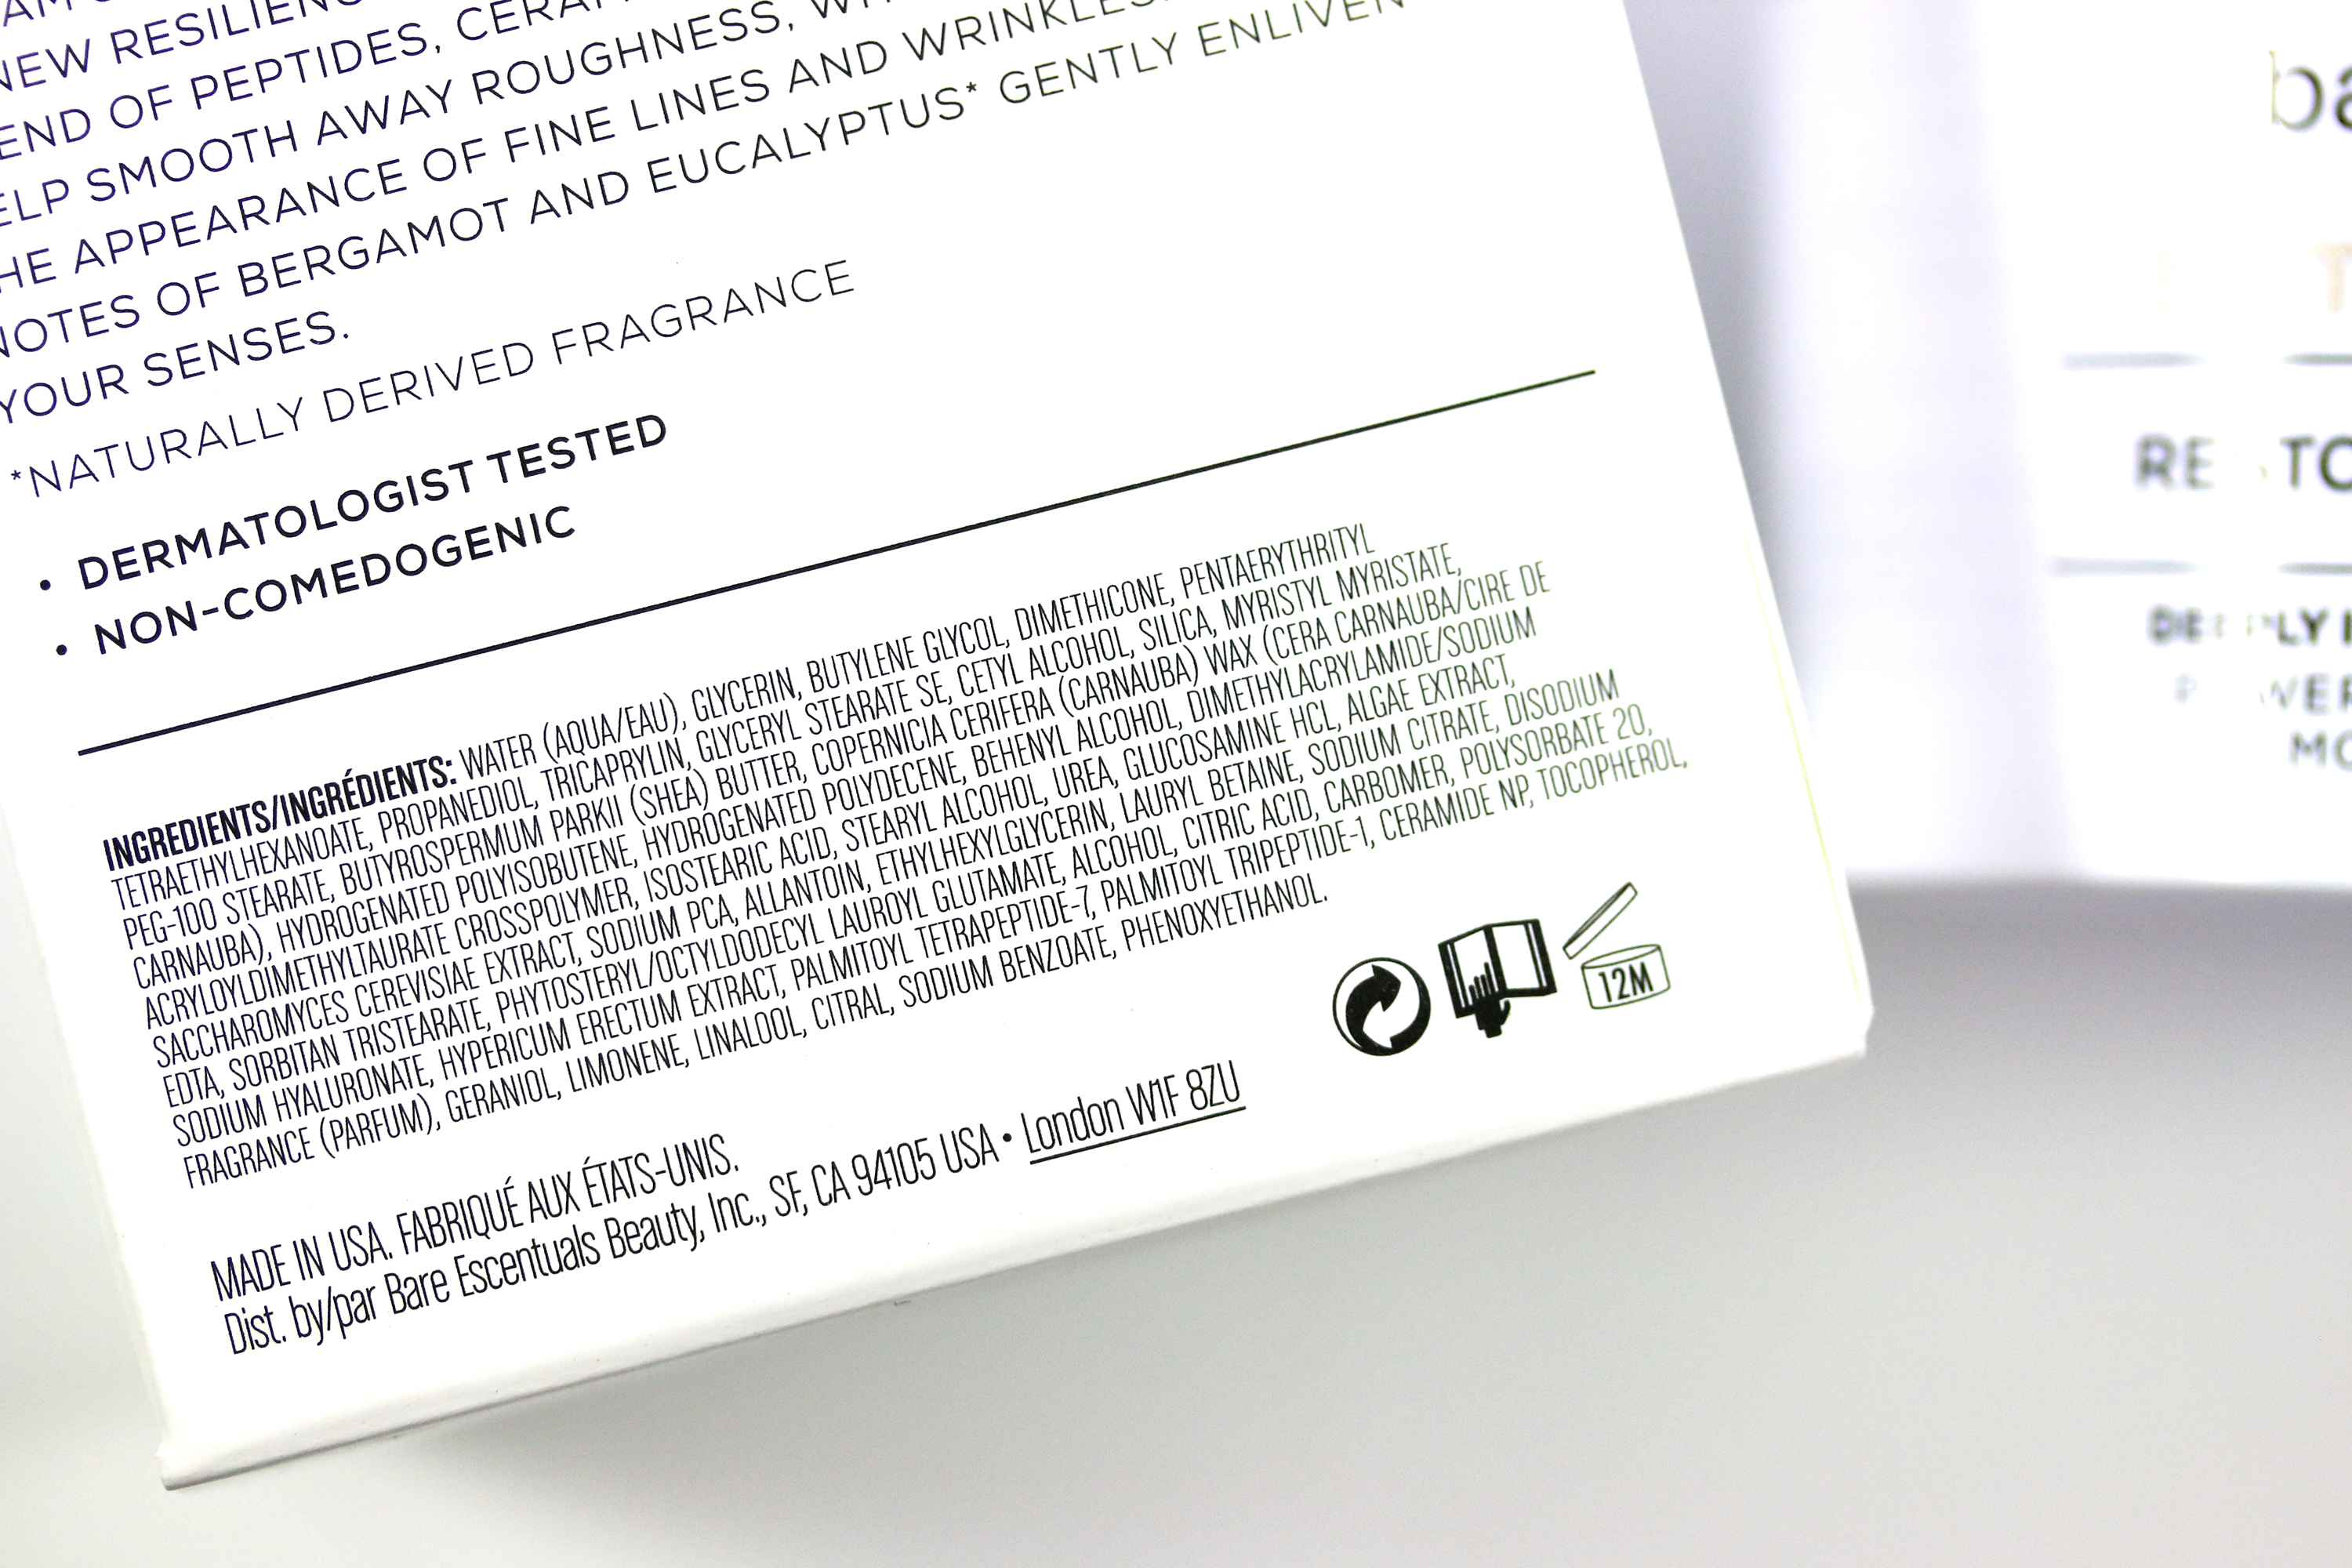 NEW RESILIEN
END OF PEPTIDES, CERA
ELP SMOOTH AWAY ROUGHNESS,
HE APPEARANCE OF FINE LINES AND WRINKLES.
NOTES OF BERGAMOT AND EUCALYPTUS* GENTLY ENLIVEN
YOUR SENSES.
*NATURALLY DERIVED FRAGRANCE
• DERMATOLOGIST TESTED
• NON-COMEDOGENIC
INGREDIENTS/INGRÉDIENTS: WATER (AQUA/EAU), GLYCERIN, BUTYLENE GLYCOL, DIMETHICONE, PENTAERYTHRITYL
TETRAETHYLHEXANOATE, PROPANEDIOL, TRICAPRYLIN, GLYCERYL STEARATE SE, CETYL ALCOHOL, SILICA, MYRISTYL MYRISTATE,
PEG-100 STEARATE, BUTYROSPERMUM PARKII (SHEA) BUTTER, COPERNICIA CERIFERA (CARNAUBA) WAX (CERA CARNAUBA/CIRE DE
CARNAUBA), HYDROGENATED POLYISOBUTENE, HYDROGENATED POLYDECENE, BEHENYL ALCOHOL, DIMETHYLACRYLAMIDE/SODIUM
ACRYLOYLDIMETHYLTAURATE CROSSPOLYMER, ISOSTEARIC ACID, STEARYL ALCOHOL, UREA, GLUCOSAMINE HCL, ALGAE EXTRACT,
SACCHAROMYCES CEREVISIAE EXTRACT, SODIUM PCA, ALLANTOIN, ETHYLHEXYLGLYCERIN, LAURYL BETAINE, SODIUM CITRATE, DISODIUM
EDTA, SORBITAN TRISTEARATE, PHYTOSTERYL/OCTYLDODECYL LAUROYL GLUTAMATE, ALCOHOL, CITRIC ACID, CARBOMER, POLYSORBATE 20,
SODIUM HYALURONATE, HYPERICUM ERECTUM EXTRACT, PALMITOYL TETRAPEPTIDE-7, PALMITOYL TRIPEPTIDE-1, CERAMIDE NP, TOCOPHEROL,
FRAGRANCE (PARFUM), GERANIOL, LIMONENE, LINALOOL, CITRAL, SODIUM BENZOATE, PHENOXYETHANOL.
12M
MADE IN USA. FABRIQUÉ AUX ÉTATS-UNIS.
Dist. by/par Bare Escentuals Beauty, Inc., SF, CA 94105 USA • London W1F 8ZU
ba